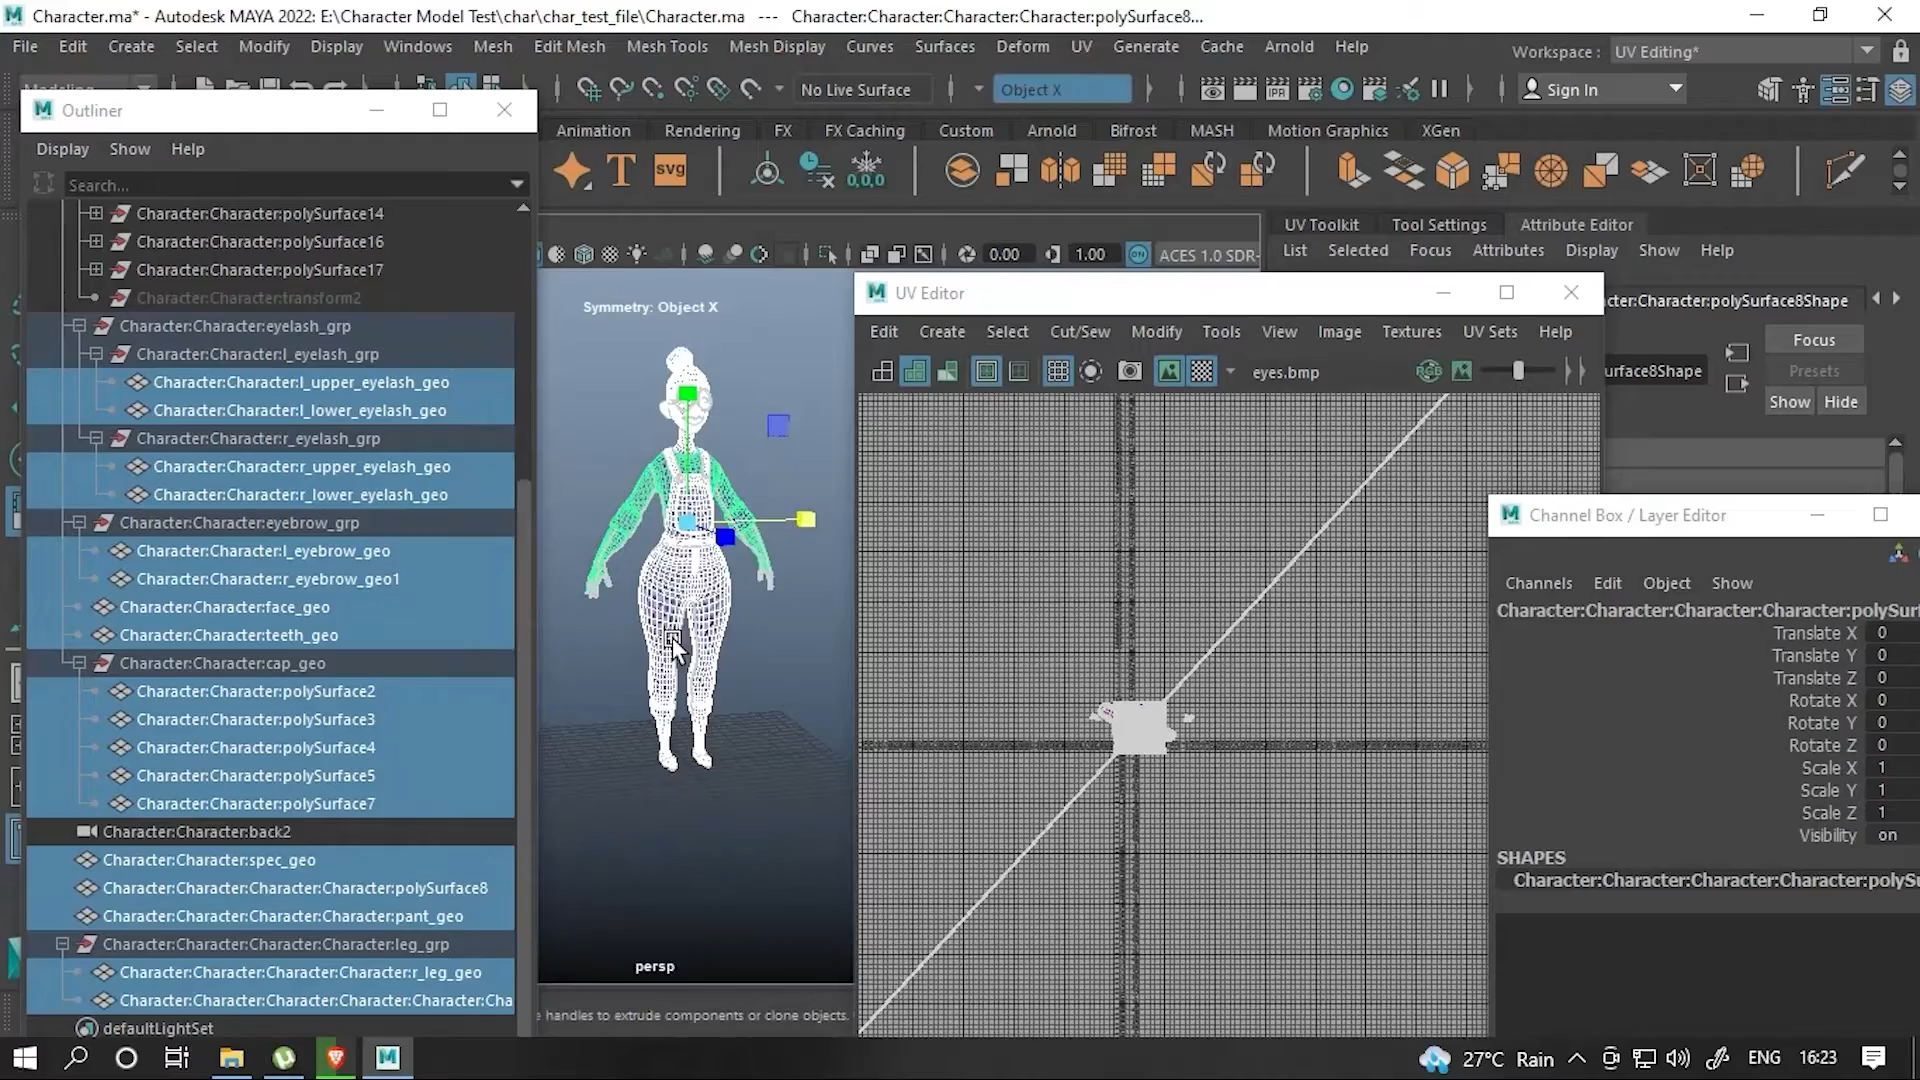 Character.ma* - Autodesk MAYA 2022: E:\Character Model Test\char\char_test_file\Character.ma   ---   Character:Character:Character:Character:polySurface8...
File Edit Create Select Modify Display Windows Mesh Edit Mesh Mesh Tools Mesh Display Curves Surfaces Deform UV Generate Cache Arnold Help
Workspace : UV Editing*
No Live Surface
Object X
IPR
Sign In
Outliner
Animation Rendering FX FX Caching Custom Arnold Bifrost MASH Motion Graphics XGen
Display Show Help
T svg 0,0,0
Search...
Character:Character:polySurface14
Character:Character:polySurface16
Character:Character:polySurface17
Character:Character:transform2
Character:Character:eyelash_grp
Character:Character:l_eyelash_grp
Character:Character:l_upper_eyelash_geo
Character:Character:l_lower_eyelash_geo
Character:Character:r_eyelash_grp
Character:Character:r_upper_eyelash_geo
Character:Character:r_lower_eyelash_geo
Character:Character:eyebrow_grp
Character:Character:l_eyebrow_geo
Character:Character:r_eyebrow_geo1
Character:Character:face_geo
Character:Character:teeth_geo
Character:Character:cap_geo
Character:Character:polySurface2
Character:Character:polySurface3
Character:Character:polySurface4
Character:Character:polySurface5
Character:Character:polySurface7
Character:Character:back2
Character:Character:spec_geo
Character:Character:Character:Character:polySurface8
Character:Character:Character:Character:pant_geo
Character:Character:Character:Character:leg_grp
Character:Character:Character:Character:r_leg_geo
Character:Character:Character:Character:Character:Cha
defaultLightSet
0.00 1.00 ON ACES 1.0 SDR-
Symmetry: Object X
persp
handles to extrude components or clone objects.
UV Toolkit Tool Settings Attribute Editor
List Selected Focus Attributes Display Show Help
cter:Character:polySurface8Shape
Focus
Presets
Show Hide
urface8Shape
UV Editor
Edit Create Select Cut/Sew Modify Tools View Image Textures UV Sets Help
eyes.bmp
RGB
Channel Box / Layer Editor
Channels Edit Object Show
Character:Character:Character:Character:polySurf
Translate X 0
Translate Y 0
Translate Z 0
Rotate X 0
Rotate Y 0
Rotate Z 0
Scale X 1
Scale Y 1
Scale Z 1
Visibility on
SHAPES
Character:Character:Character:Character:polySu
27°C Rain
ENG
16:23